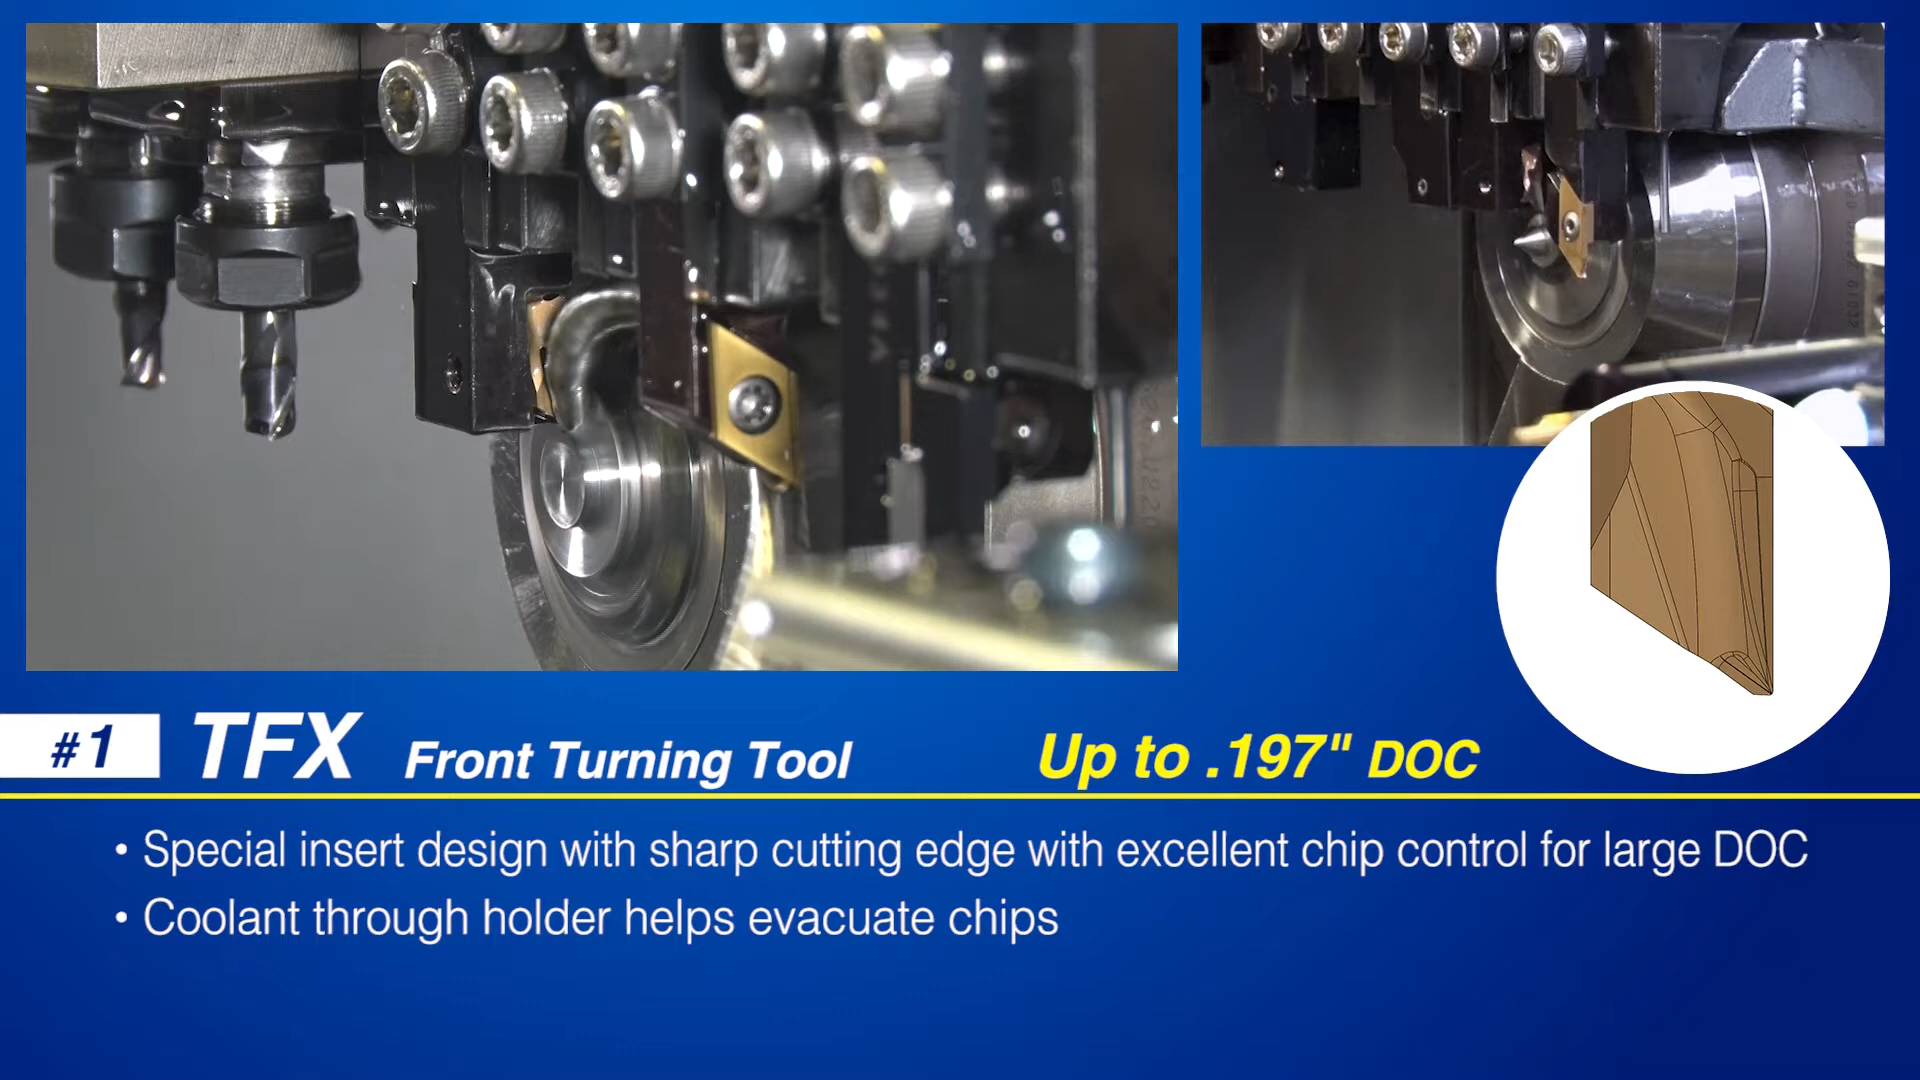 #1 TFX Front Turning Tool Up to .197" DOC
• Special insert design with sharp cutting edge with excellent chip control for large DOC
• Coolant through holder helps evacuate chips